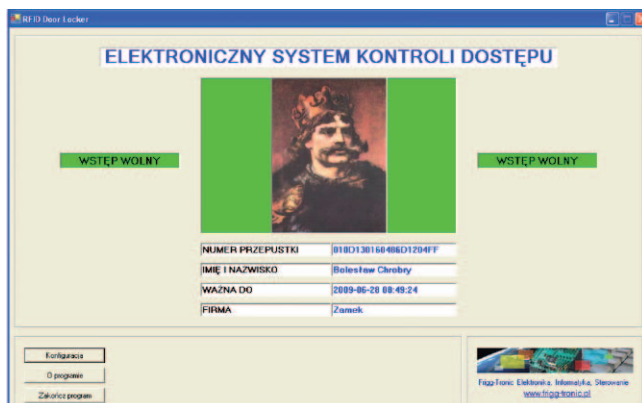 RFID Door Locker
ELEKTRONICZNY SYSTEM KONTROLI DOSTĘPU
WSTĘP WOLNY
WSTĘP WOLNY
NUMER PRZEPUSTKI 010D130160486D1204FF
IMIĘ I NAZWISKO Bolesław Chrobry
WAŻNA DO 2009-06-28 08:49:24
FIRMA Zamek
Konfiguracja
O programie
Zakończ program
Frigg-Tronic Elektronika, Informatyka, Sterowanie
www.frigg-tronic.pl